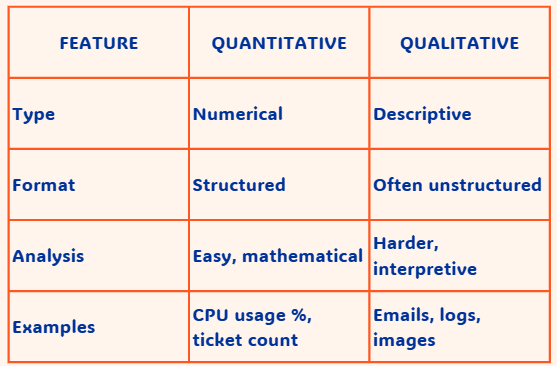 FEATURE QUANTITATIVE QUALITATIVE
Type Numerical Descriptive
Format Structured Often unstructured
Analysis Easy, mathematical Harder,
interpretive
Examples CPU usage %, Emails, logs,
ticket count images